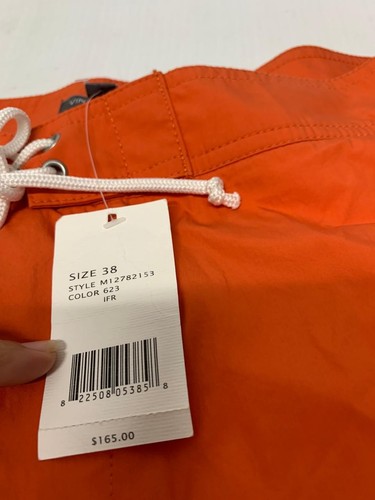 SIZE 38
STYLE M12782153
COLOR 623
IFR
8 22508 05385 8
$165.00